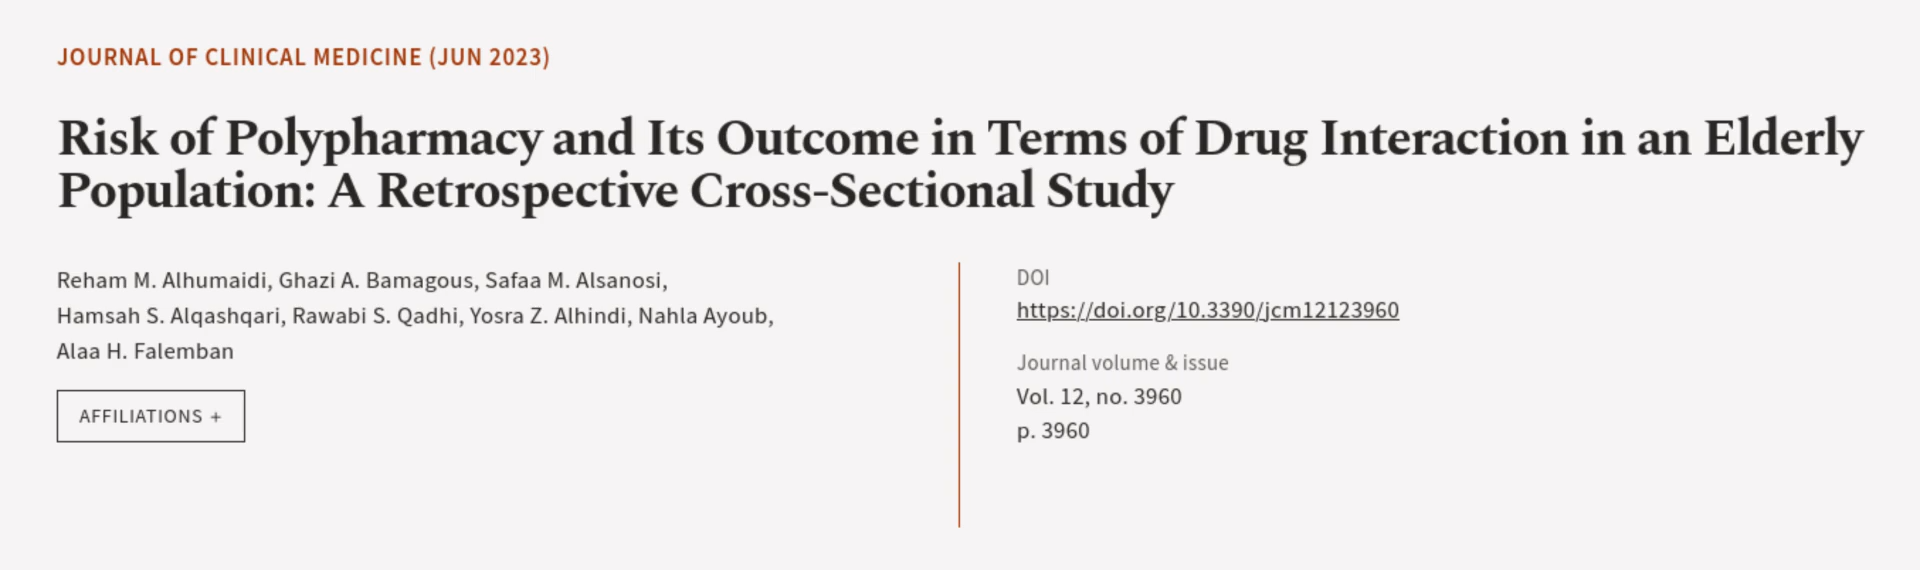 JOURNAL OF CLINICAL MEDICINE (JUN 2023)
Risk of Polypharmacy and Its Outcome in Terms of Drug Interaction in an Elderly
Population: A Retrospective Cross-Sectional Study
Reham M. Alhumaidi, Ghazi A. Bamagous, Safaa M. Alsanosi,
Hamsah S. Alqashqari, Rawabi S. Qadhi, Yosra Z. Alhindi, Nahla Ayoub,
Alaa H. Falemban
AFFILIATIONS +
DOI
https://doi.org/10.3390/jcm12123960
Journal volume & issue
Vol. 12, no. 3960
p. 3960